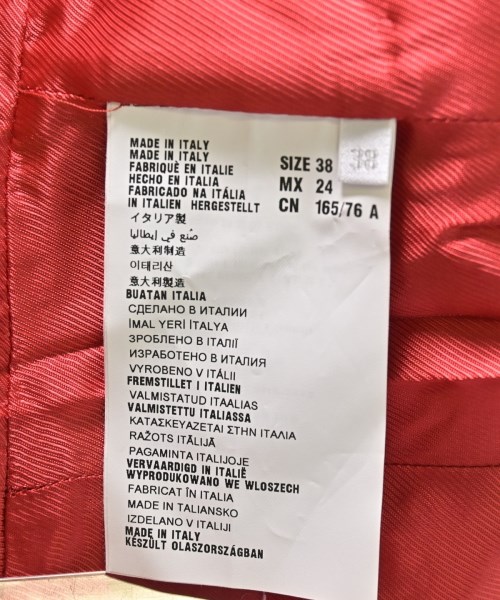 MADE IN ITALY
MADE IN ITALY
FABRIQUÈ EN ITALIE
HECHO EN ITALIA
FABRICADO NA ITÁLIA
IN ITALIEN HERGESTELLT
イタリア製
صنع في إيطاليا
意大利制造
이태리산
意大利製造
BUATAN ITALIA
СДЕЛАНО В ИТАЛИИ
İMAL YERİ İTALYA
ЗРОБЛЕНО В ІТАЛІЇ
ИЗРАБОТЕНО В ИТАЛИЯ
VYROBENO V ITÁLII
FREMSTILLET I ITALIEN
VALMISTATUD ITAALIAS
VALMISTETTU ITALIASSA
ΚΑΤΑΣΚΕΥΑΖΕΤΑΙ ΣΤΗΝ ΙΤΑΛΙΑ
RAŽOTS ITĀLIJĀ
PAGAMINTA ITALIJOJE
VERVAARDIGD IN ITALIË
WYPRODUKOWANO WE WLOSZECH
FABRICAT ÎN ITALIA
MADE IN TALIANSKO
IZDELANO V ITALIJI
MADE IN ITALY
KÉSZÜLT OLASZORSZÁGBAN
SIZE 38
MX 24
CN 165/76 A
38